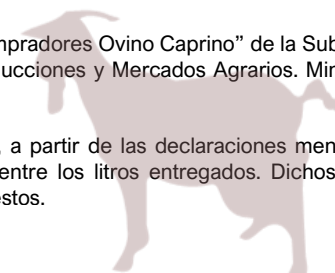 mpradores Ovino Caprino” de la Sub
ucciones y Mercados Agrarios. Min
a partir de las declaraciones men
entre los litros entregados. Dichos
estos.